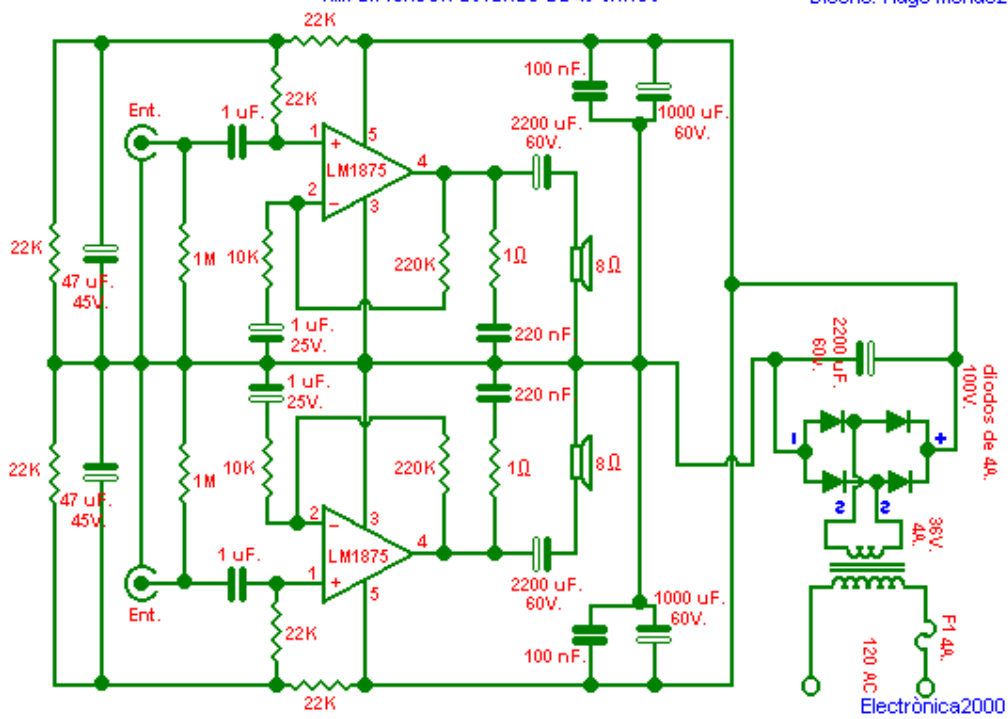 Diseño: Hugo Méndez
22K
100 nF.
1000 uF.
60V.
Ent.
1 uF.
22K
2200 uF.
60V.
1
+
5
LM1875
4
2
−
3
22K
47 uF.
45V.
1M
10K
220K
1Ω
8Ω
1 uF.
25V.
220 nF
2200 uF.
60V.
diodos de 4A.
100V.
1 uF.
25V.
220 nF
22K
47 uF.
45V.
1M
10K
220K
1Ω
8Ω
-
+
2
−
3
LM1875
4
1
+
5
1 uF.
2200 uF.
60V.
Ent.
22K
1000 uF.
60V.
100 nF.
22K
S
S
36V.
4A.
F1 4A.
120 AC
Electrònica2000